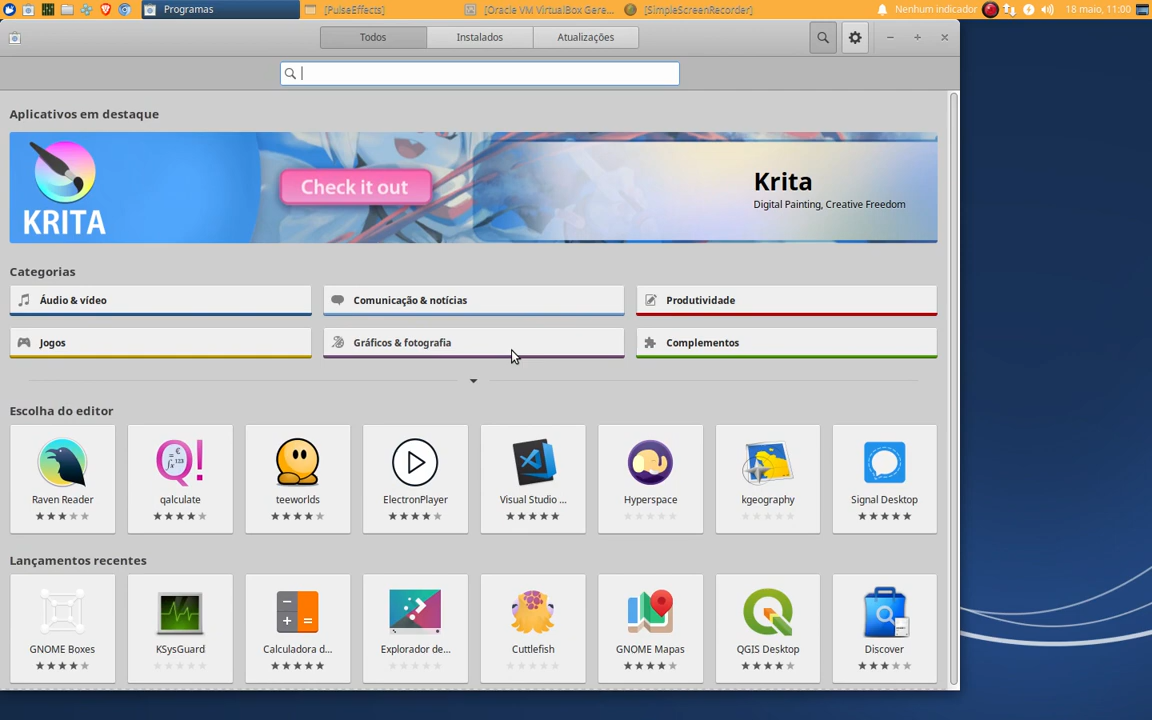 Programas
[PulseEffects]
[Oracle VM VirtualBox Gere...
[SimpleScreenRecorder]
Nenhum indicador
18 maio, 11:00
Todos
Instalados
Atualizações
Aplicativos em destaque
KRITA
Check it out
Krita
Digital Painting, Creative Freedom
Categorias
Áudio & vídeo
Comunicação & notícias
Produtividade
Jogos
Gráficos & fotografia
Complementos
Escolha do editor
Raven Reader
qalculate
teeworlds
ElectronPlayer
Visual Studio ...
Hyperspace
kgeography
Signal Desktop
Lançamentos recentes
GNOME Boxes
KSysGuard
Calculadora d...
Explorador de...
Cuttlefish
GNOME Mapas
QGIS Desktop
Discover